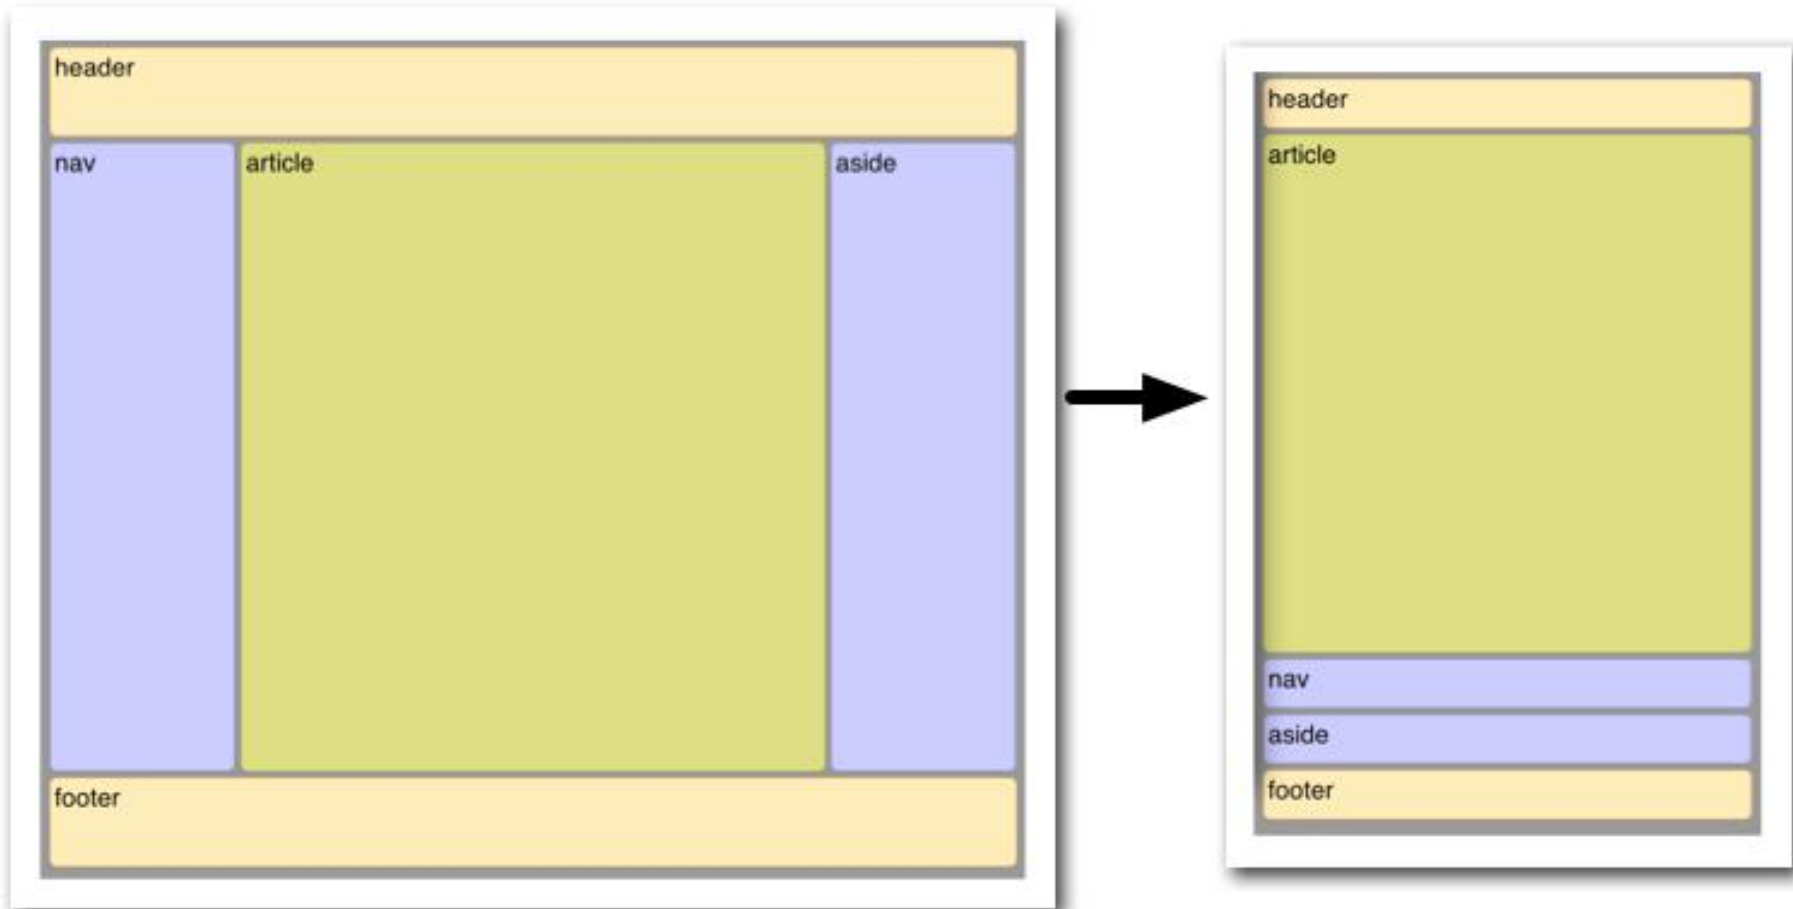 header
nav
article
aside
footer
header
article
nav
aside
footer